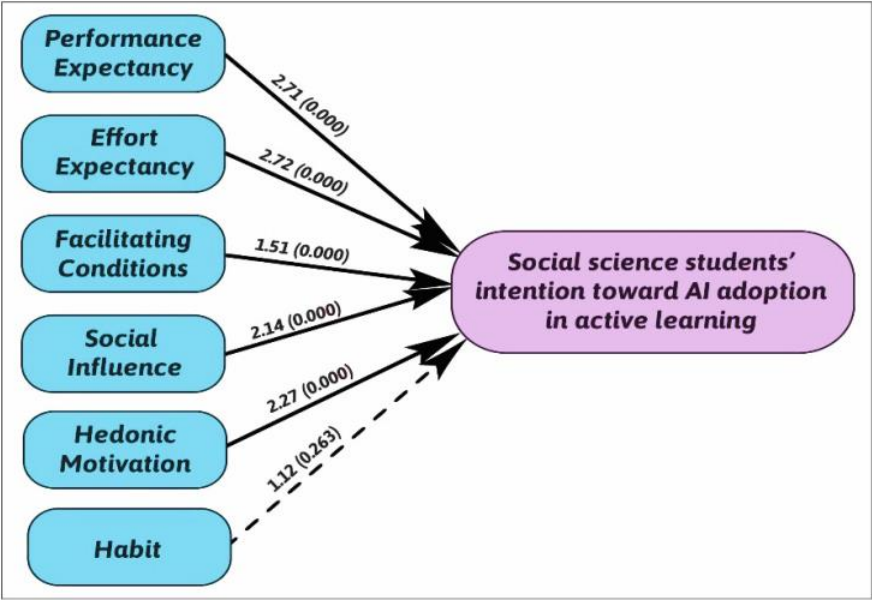 Performance
Expectancy
2.71 (0.000)
Effort
Expectancy
2.72 (0.000)
Facilitating
Conditions
1.51 (0.000)
Social science students’
intention toward AI adoption
in active learning
Social
Influence
2.14 (0.000)
Hedonic
Motivation
2.27 (0.000)
Habit
1.12 (0.263)